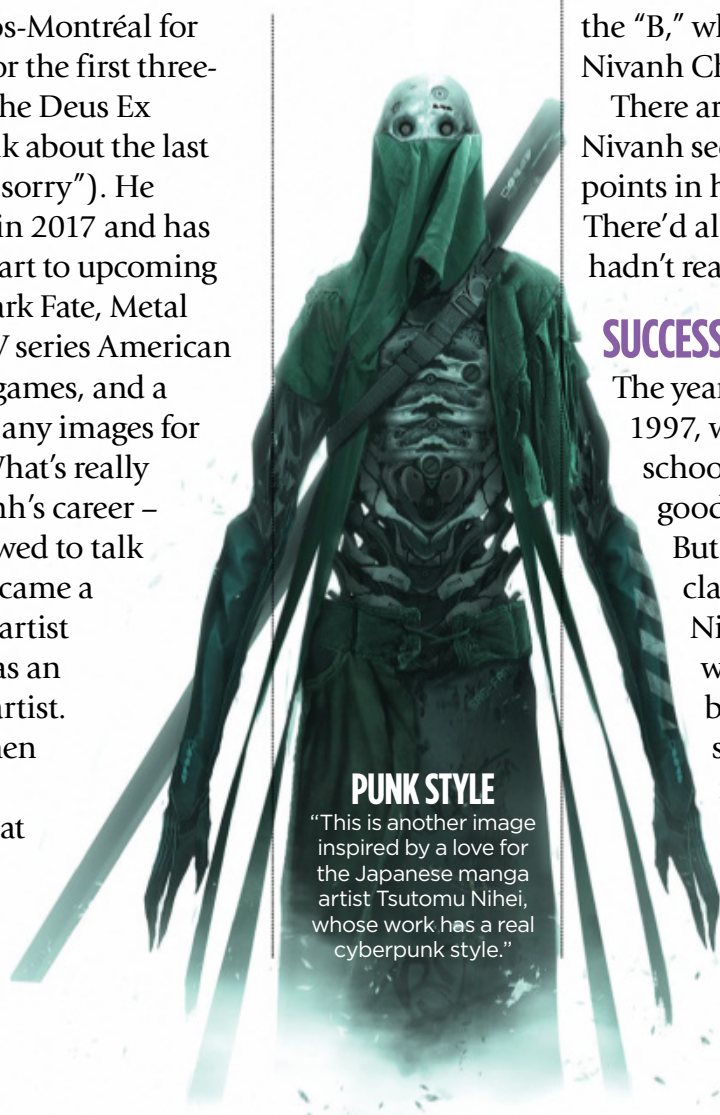 os-Montréal for
or the first three-
he Deus Ex
k about the last
sorry”). He
in 2017 and has
art to upcoming
ark Fate, Metal
V series American
games, and a
any images for
What’s really
nh’s career –
wed to talk
came a
artist
as an
artist.
hen
at
PUNK STYLE
“This is another image
inspired by a love for
the Japanese manga
artist Tsutomu Nihei,
whose work has a real
cyberpunk style.”
the “B,” wh
Nivanh Ch
There ar
Nivanh see
points in h
There’d al
hadn’t rea
SUCCESS
The year
1997, w
schoo
good
But
cla
Ni
w
b
s